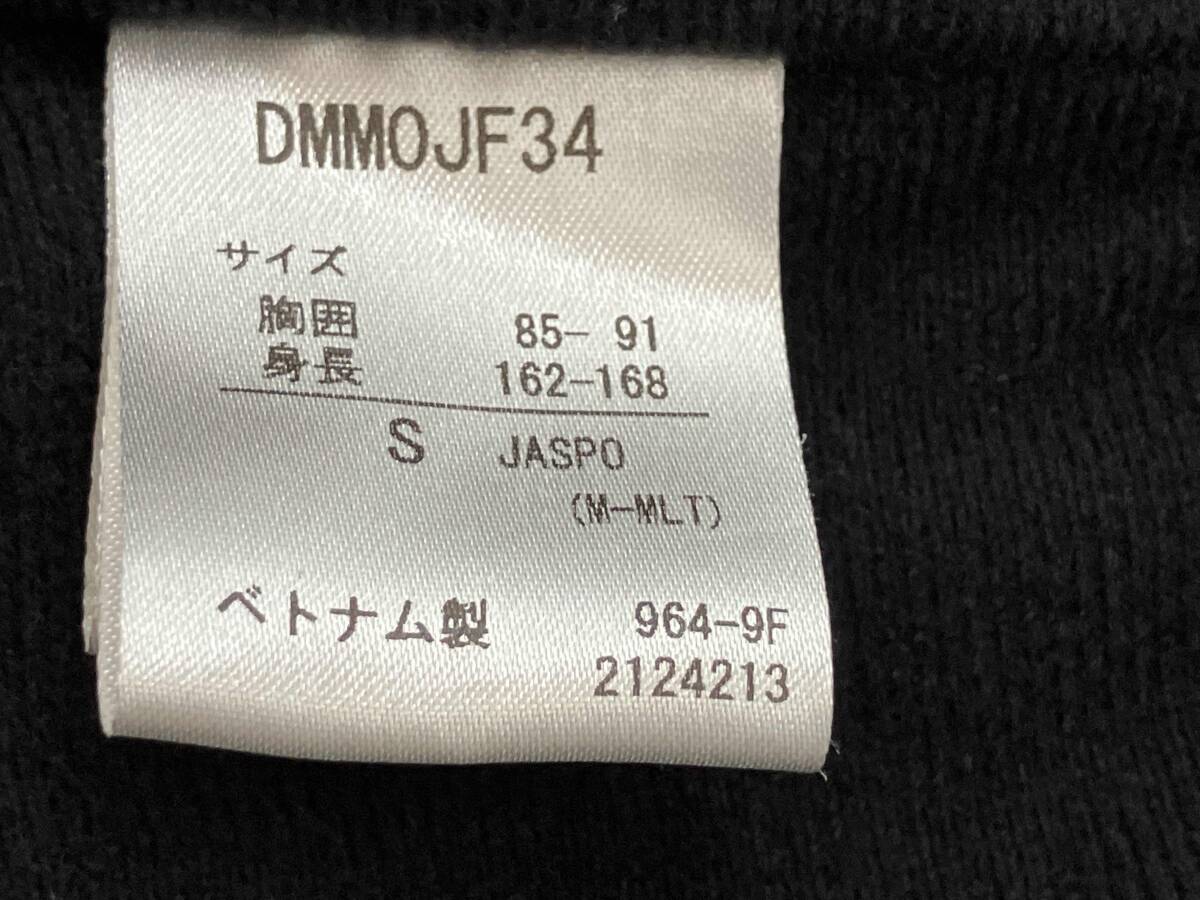 DMMOJF34
サイズ
胸囲 85- 91
身長 162-168
S JASPO
(M-MLT)
ベトナム製 964-9F
2124213